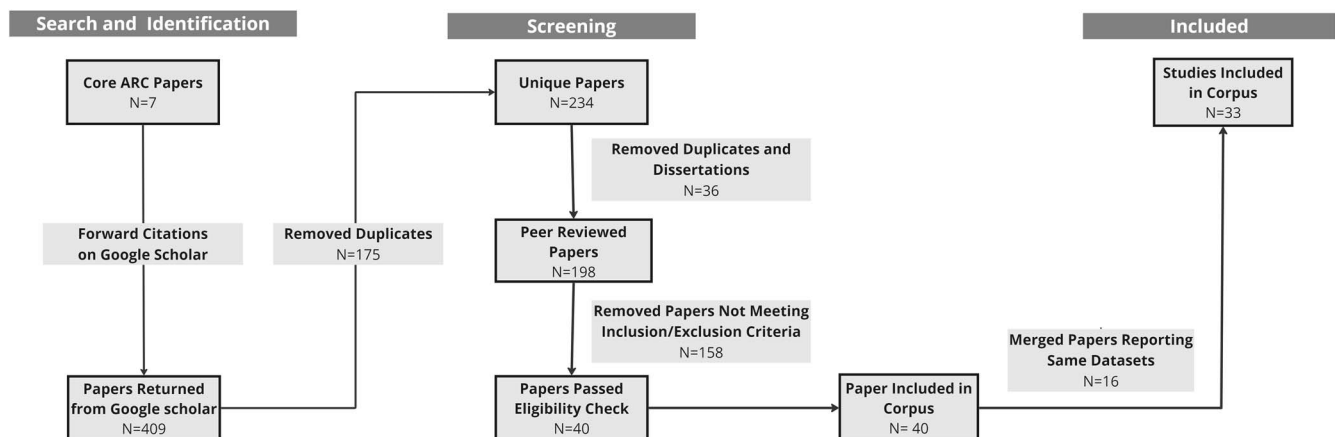 Search and Identification
Screening
Included
Core ARC Papers
N=7
Forward Citations
on Google Scholar
Papers Returned
from Google scholar
N=409
Removed Duplicates
N=175
Unique Papers
N=234
Removed Duplicates and
Dissertations
N=36
Peer Reviewed
Papers
N=198
Removed Papers Not Meeting
Inclusion/Exclusion Criteria
N=158
Papers Passed
Eligibility Check
N=40
Paper Included in
Corpus
N= 40
Merged Papers Reporting
Same Datasets
N=16
Studies Included
in Corpus
N=33